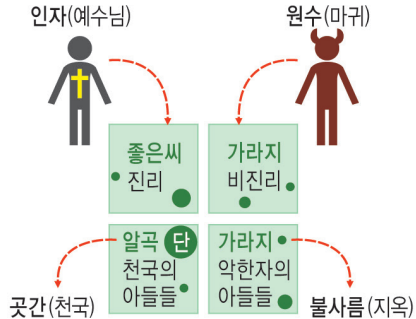 인자(예수님)
원수(마귀)
좋은씨
진리
가라지
비진리
알곡 단
천국의
아들들
가라지
악한자의
아들들
곳간(천국)
불사름(지옥)